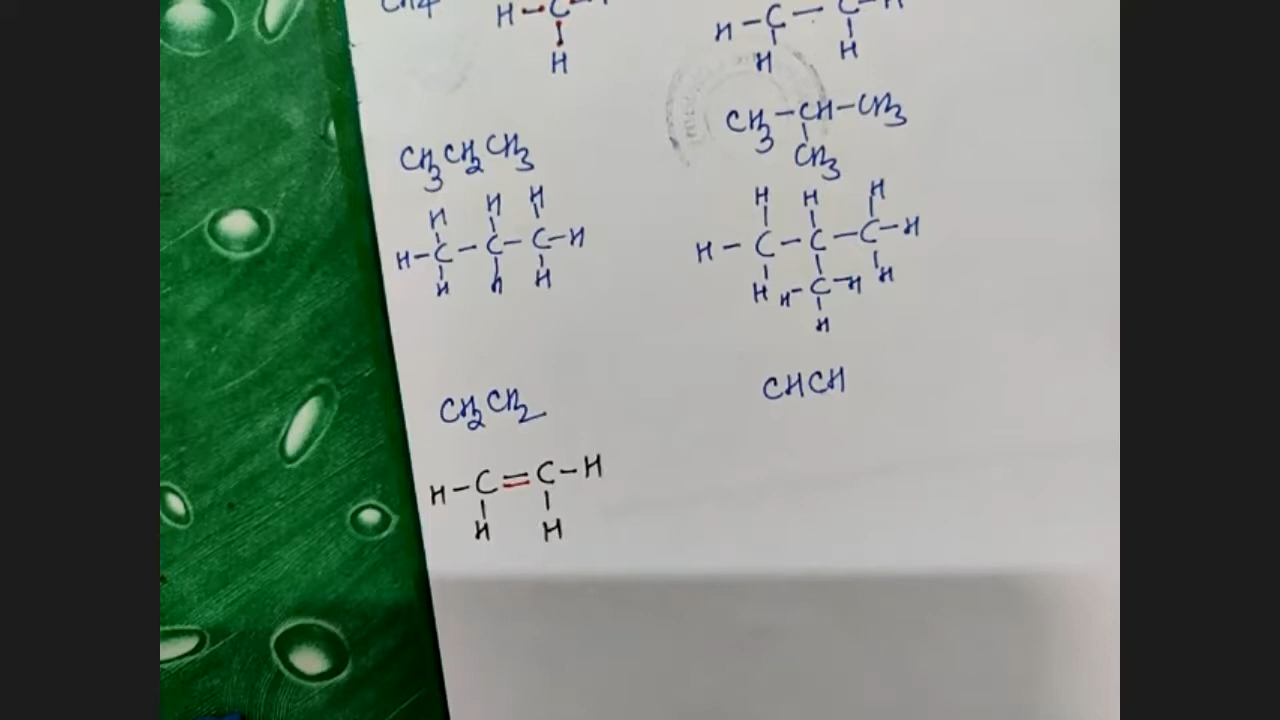 CH4
H-C
H
H-C-C-H
H H
CH3-CH-CH3
CH3
CH3CH2CH3
H H H
H-C-C-C-H
H H H
H H H
H-C-C-C-H
H H-C-H H
H
CH2CH2
CHCH
H-C=C-H
H H